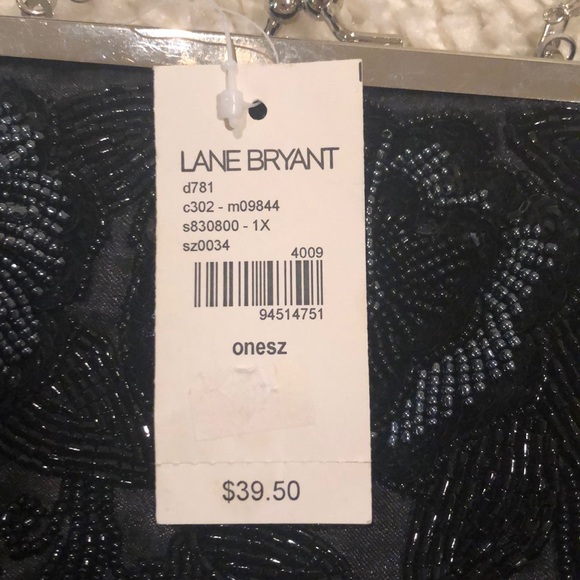 LANE BRYANT
d781
c302 - m09844
s830800 - 1X
sz0034
4009
94514751
onesz
$39.50